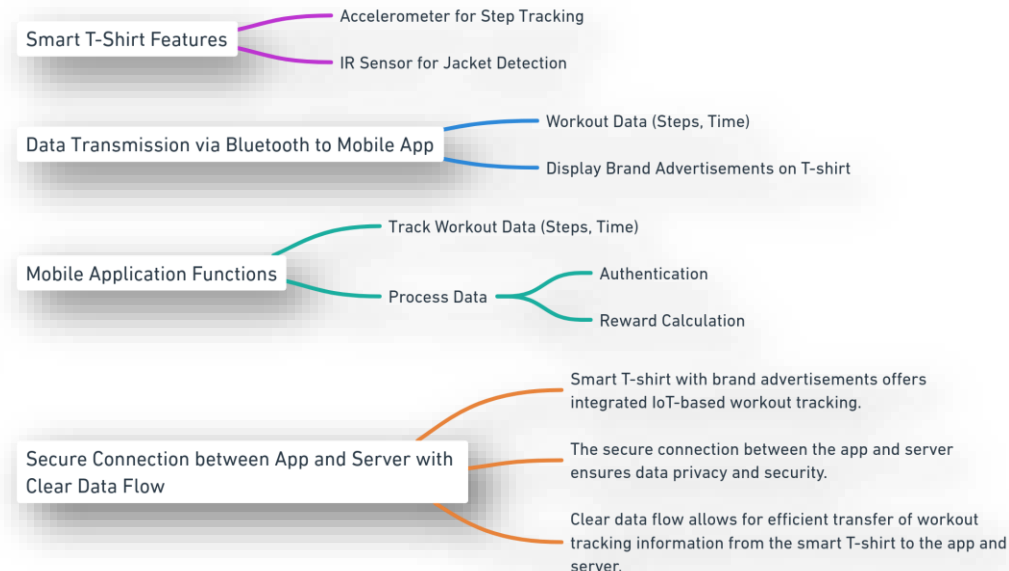 Smart T-Shirt Features
Accelerometer for Step Tracking
IR Sensor for Jacket Detection
Data Transmission via Bluetooth to Mobile App
Workout Data (Steps, Time)
Display Brand Advertisements on T-shirt
Mobile Application Functions
Track Workout Data (Steps, Time)
Process Data
Authentication
Reward Calculation
Secure Connection between App and Server with
Clear Data Flow
Smart T-shirt with brand advertisements offers
integrated IoT-based workout tracking.
The secure connection between the app and server
ensures data privacy and security.
Clear data flow allows for efficient transfer of workout
tracking information from the smart T-shirt to the app and
server.